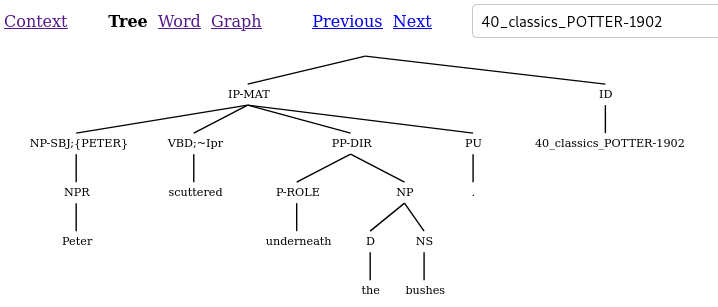 Context Tree Word Graph Previous Next 40_classics_POTTER-1902
IP-MAT ID
NP-SBJ;{PETER} VBD;~Ipr PP-DIR PU 40_classics_POTTER-1902
NPR scuttered P-ROLE NP .
Peter underneath D NS
the bushes